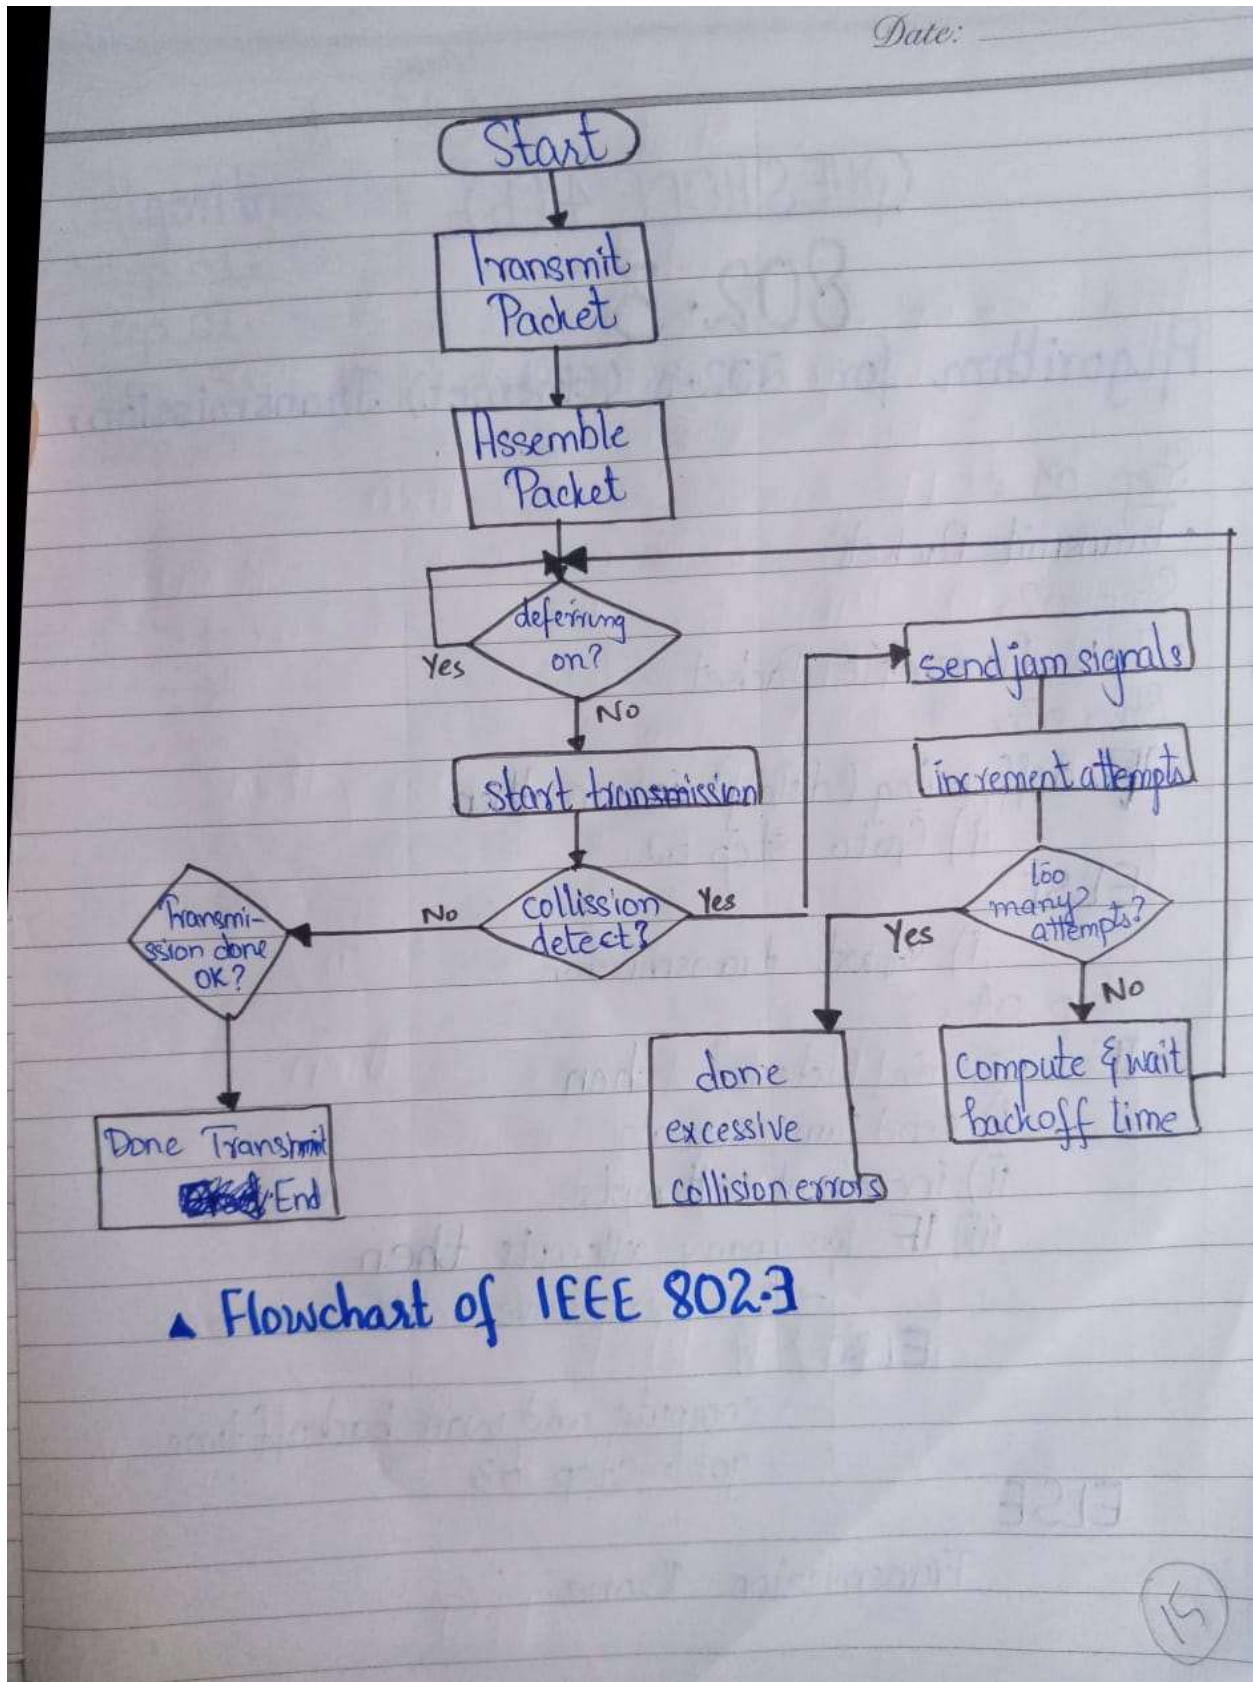 Date:
Start
Transmit
Packet
Assemble
Packet
deferring
on?
Yes
No
start transmission
collission
detect?
No
Yes
Transmi-
ssion done
OK?
Done Transmit
End
send jam signals
increment attempts
too
many
attempts?
Yes
No
done
excessive
collision errors
compute & wait
backoff time
▲ Flowchart of IEEE 802.3
15